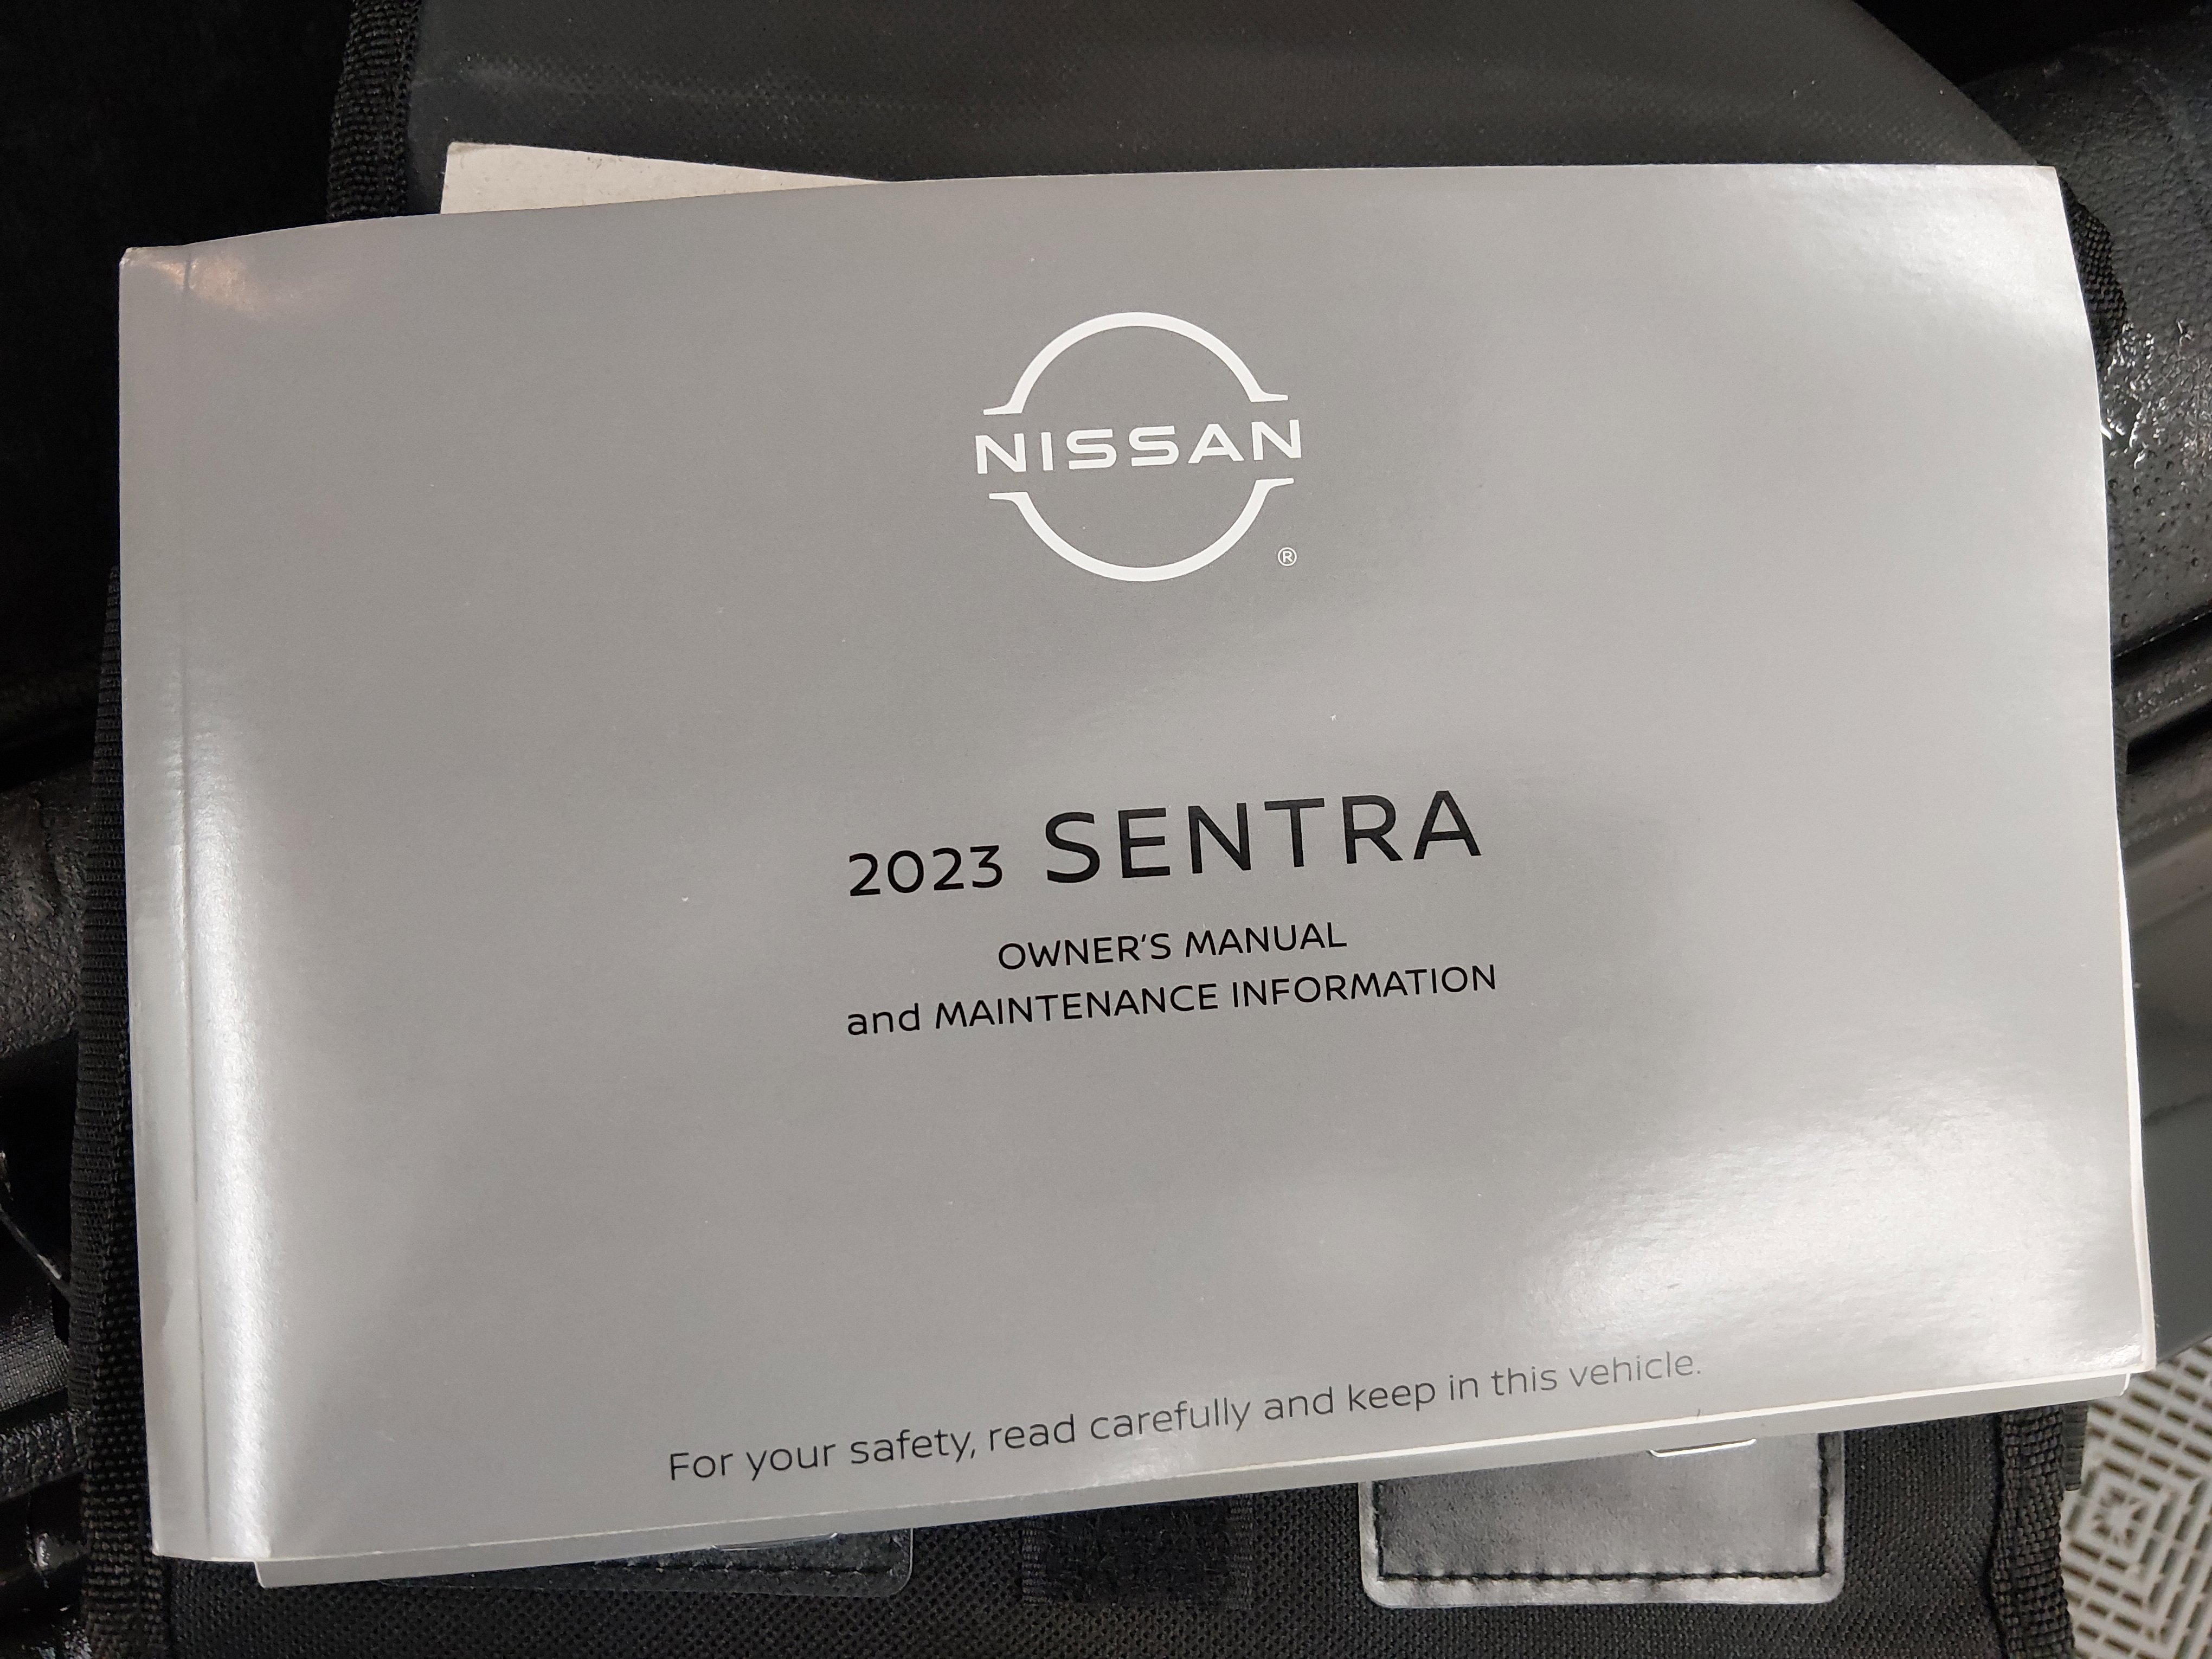 NISSAN
®
2023 SENTRA
OWNER'S MANUAL
and MAINTENANCE INFORMATION
For your safety, read carefully and keep in this vehicle.